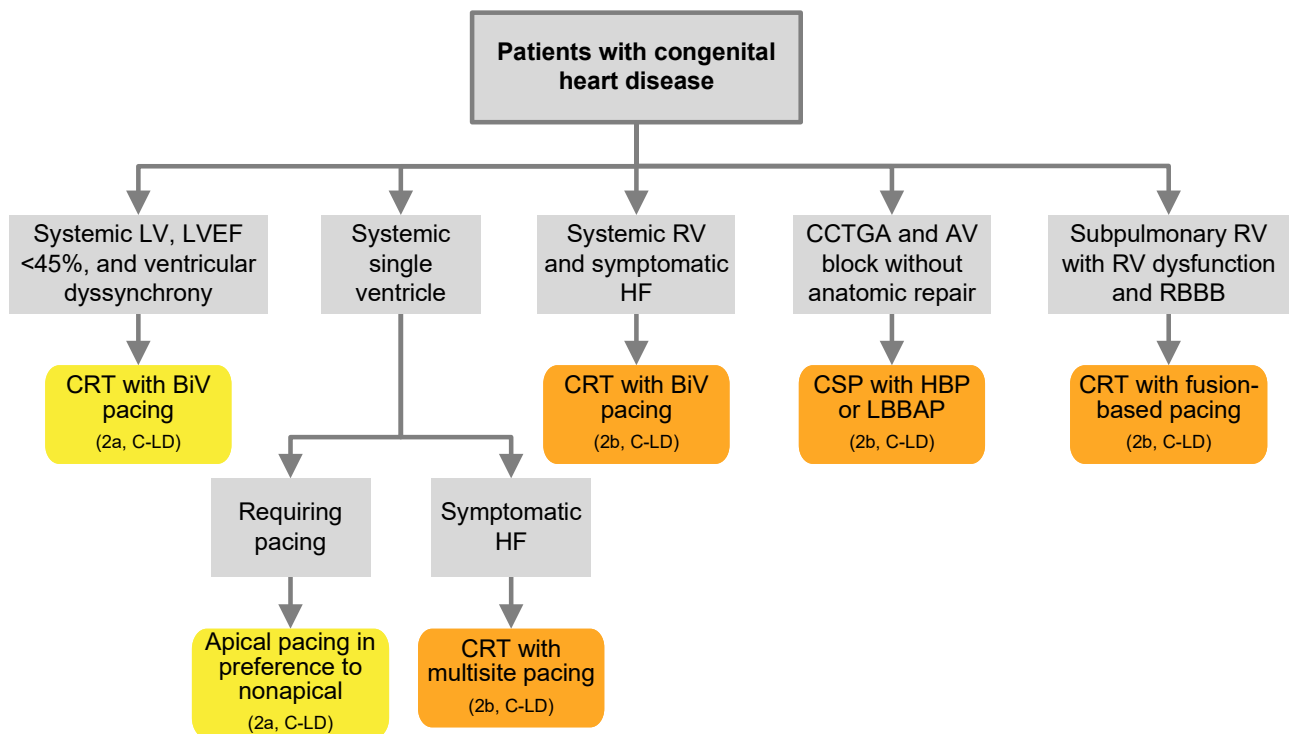 Patients with congenital
heart disease
Systemic LV, LVEF
<45%, and ventricular
dyssynchrony
Systemic
single
ventricle
Systemic RV
and symptomatic
HF
CCTGA and AV
block without
anatomic repair
Subpulmonary RV
with RV dysfunction
and RBBB
CRT with BiV
pacing
(2a, C-LD)
CRT with BiV
pacing
(2b, C-LD)
CSP with HBP
or LBBAP
(2b, C-LD)
CRT with fusion-
based pacing
(2b, C-LD)
Requiring
pacing
Symptomatic
HF
Apical pacing in
preference to
nonapical
(2a, C-LD)
CRT with
multisite pacing
(2b, C-LD)